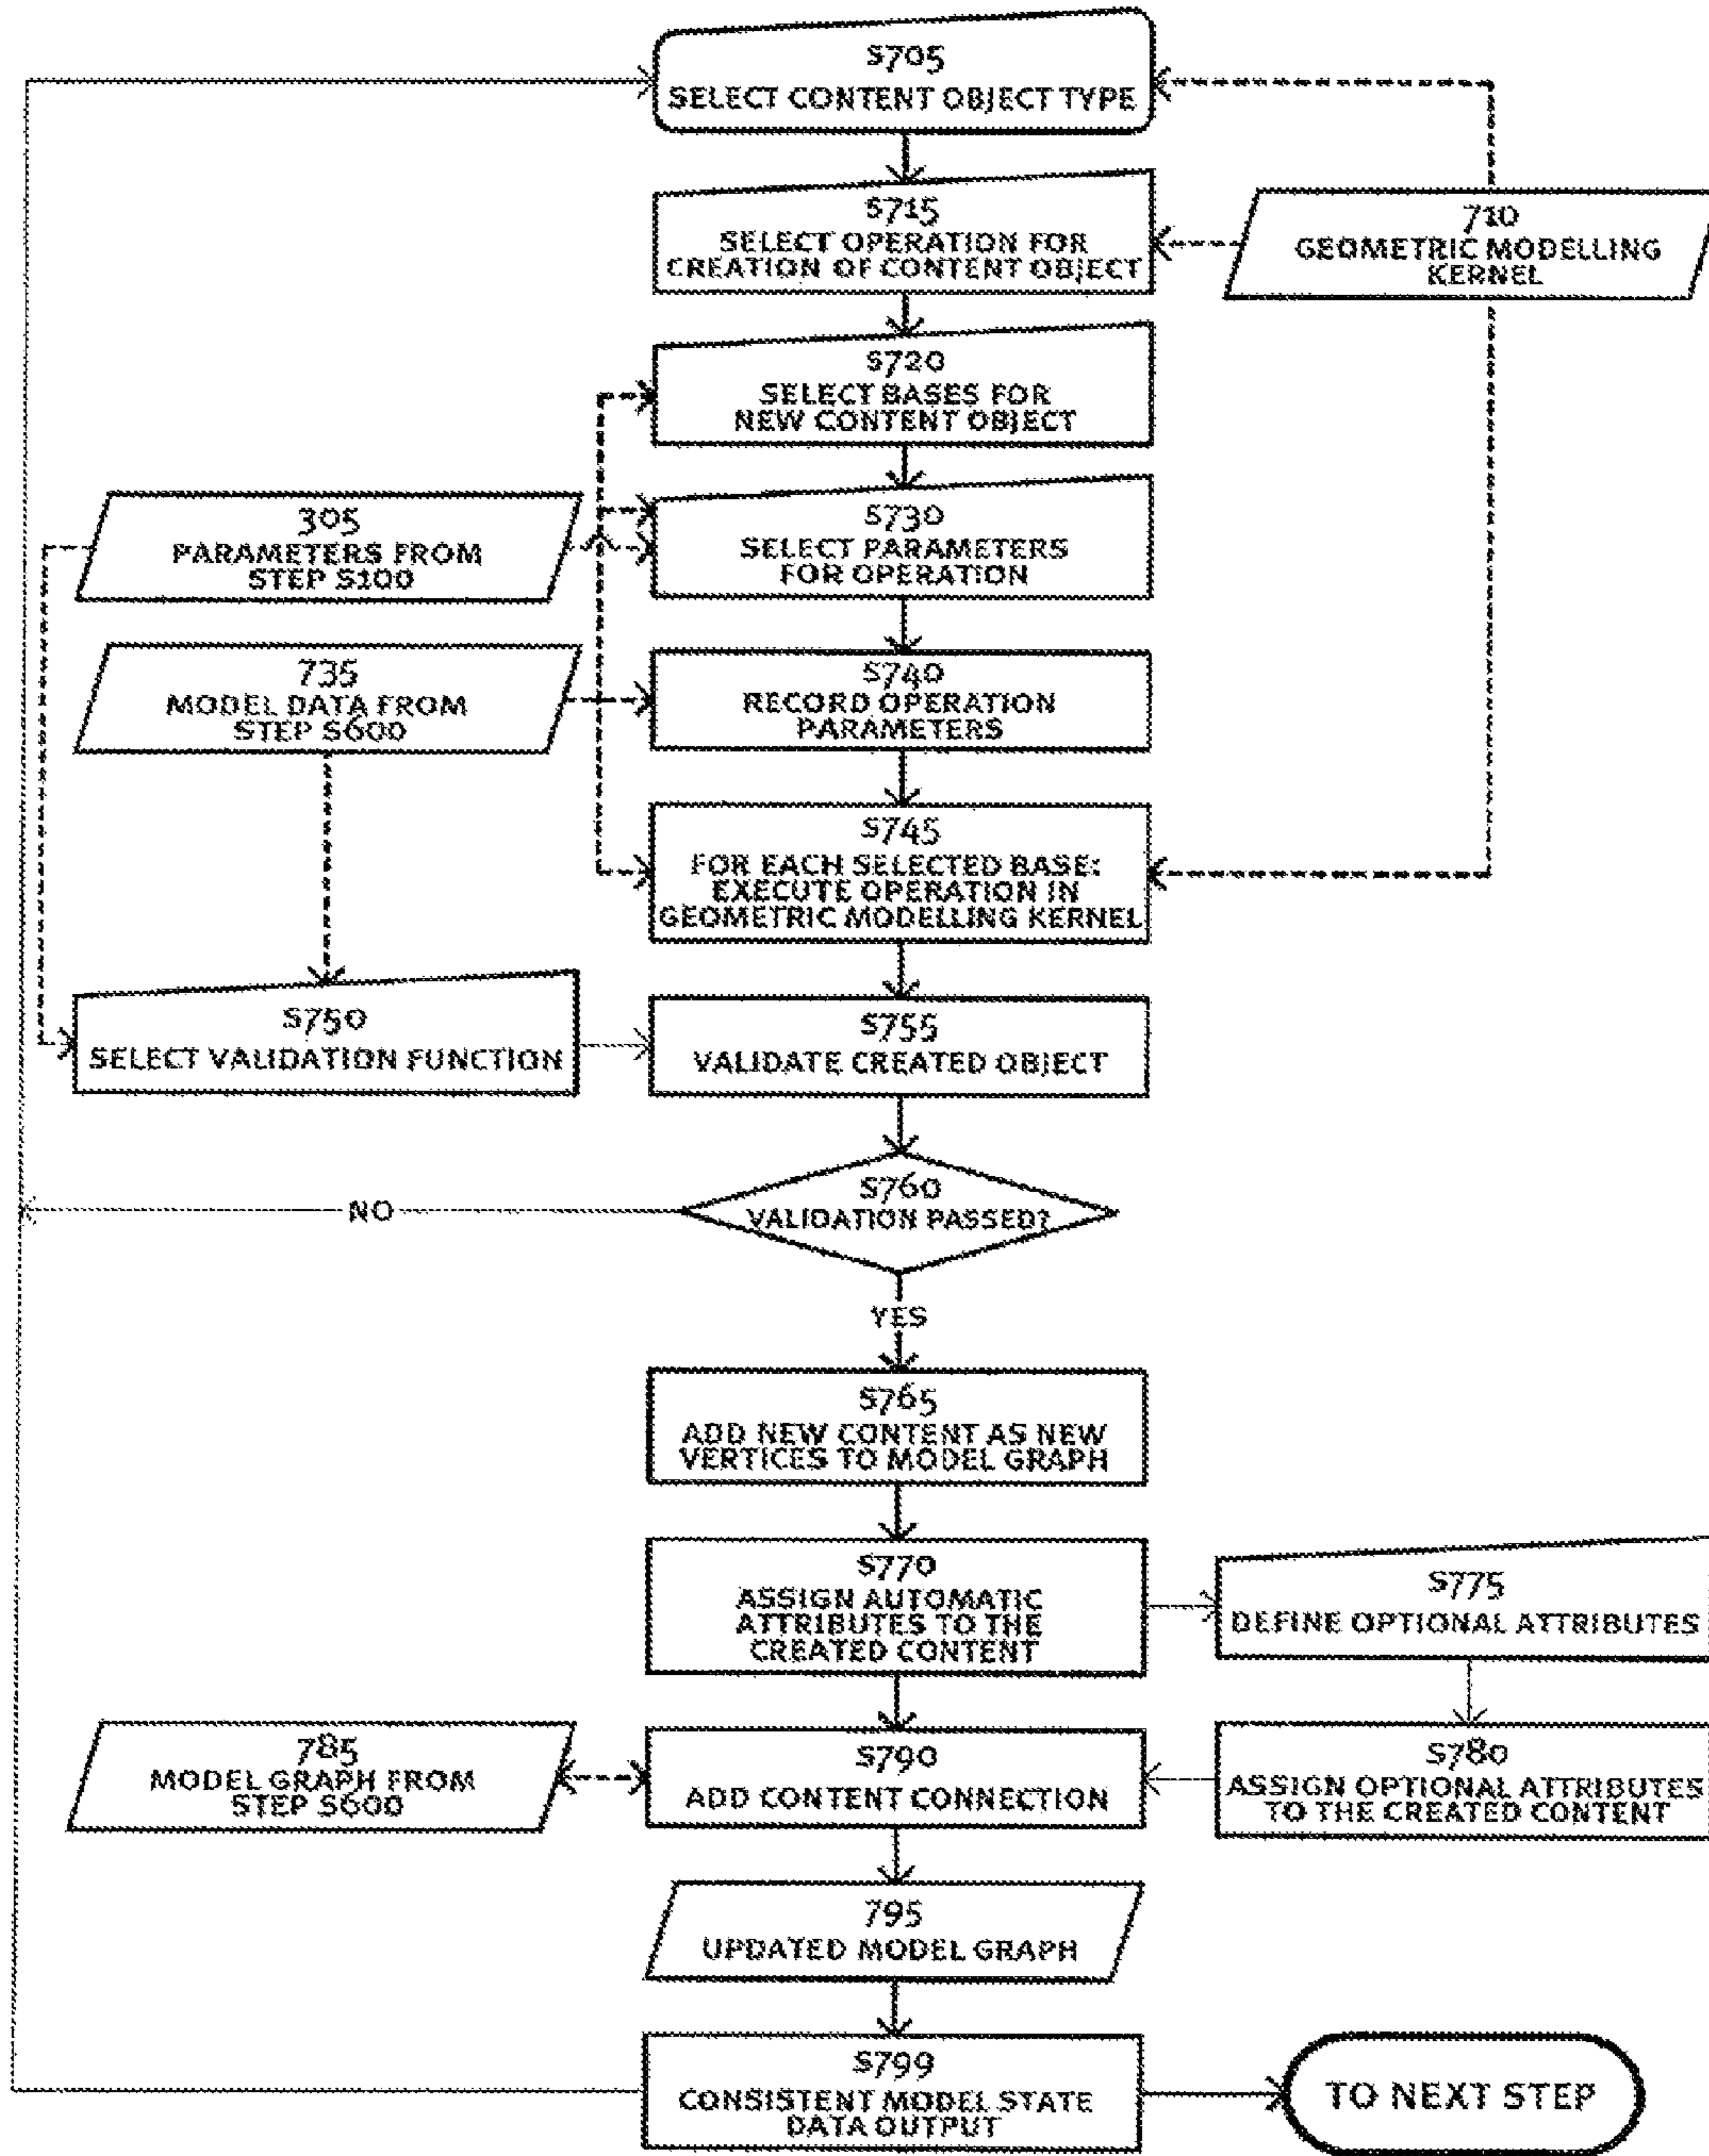 S705
SELECT CONTENT OBJECT TYPE
S715
SELECT OPERATION FOR
CREATION OF CONTENT OBJECT
710
GEOMETRIC MODELLING
KERNEL
S720
SELECT BASES FOR
NEW CONTENT OBJECT
305
PARAMETERS FROM
STEP S100
S730
SELECT PARAMETERS
FOR OPERATION
735
MODEL DATA FROM
STEP S600
S740
RECORD OPERATION
PARAMETERS
S745
FOR EACH SELECTED BASE:
EXECUTE OPERATION IN
GEOMETRIC MODELLING KERNEL
S750
SELECT VALIDATION FUNCTION
S755
VALIDATE CREATED OBJECT
S760
VALIDATION PASSED?
NO
YES
S765
ADD NEW CONTENT AS NEW
VERTICES TO MODEL GRAPH
S770
ASSIGN AUTOMATIC
ATTRIBUTES TO THE
CREATED CONTENT
S775
DEFINE OPTIONAL ATTRIBUTES
785
MODEL GRAPH FROM
STEP S600
S790
ADD CONTENT CONNECTION
S780
ASSIGN OPTIONAL ATTRIBUTES
TO THE CREATED CONTENT
795
UPDATED MODEL GRAPH
S799
CONSISTENT MODEL STATE
DATA OUTPUT
TO NEXT STEP